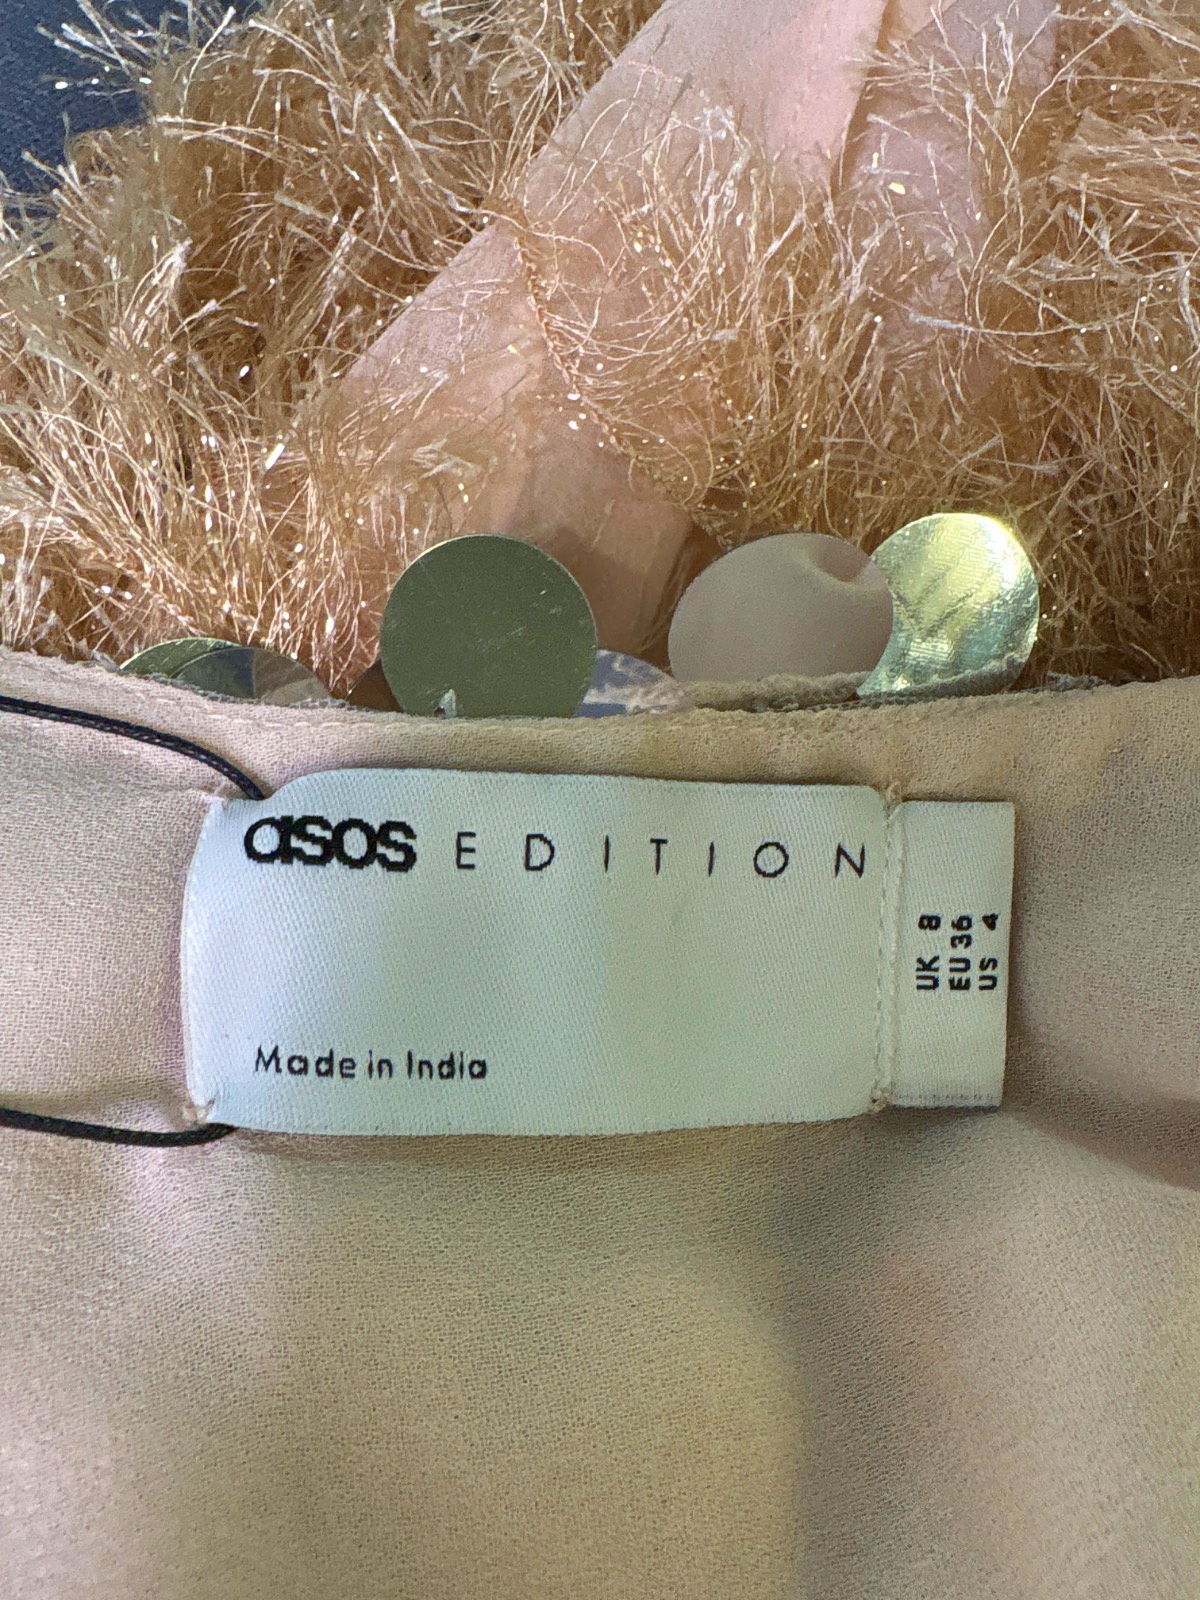 asos EDITION
Made in India
UK 8
EU 36
US 4